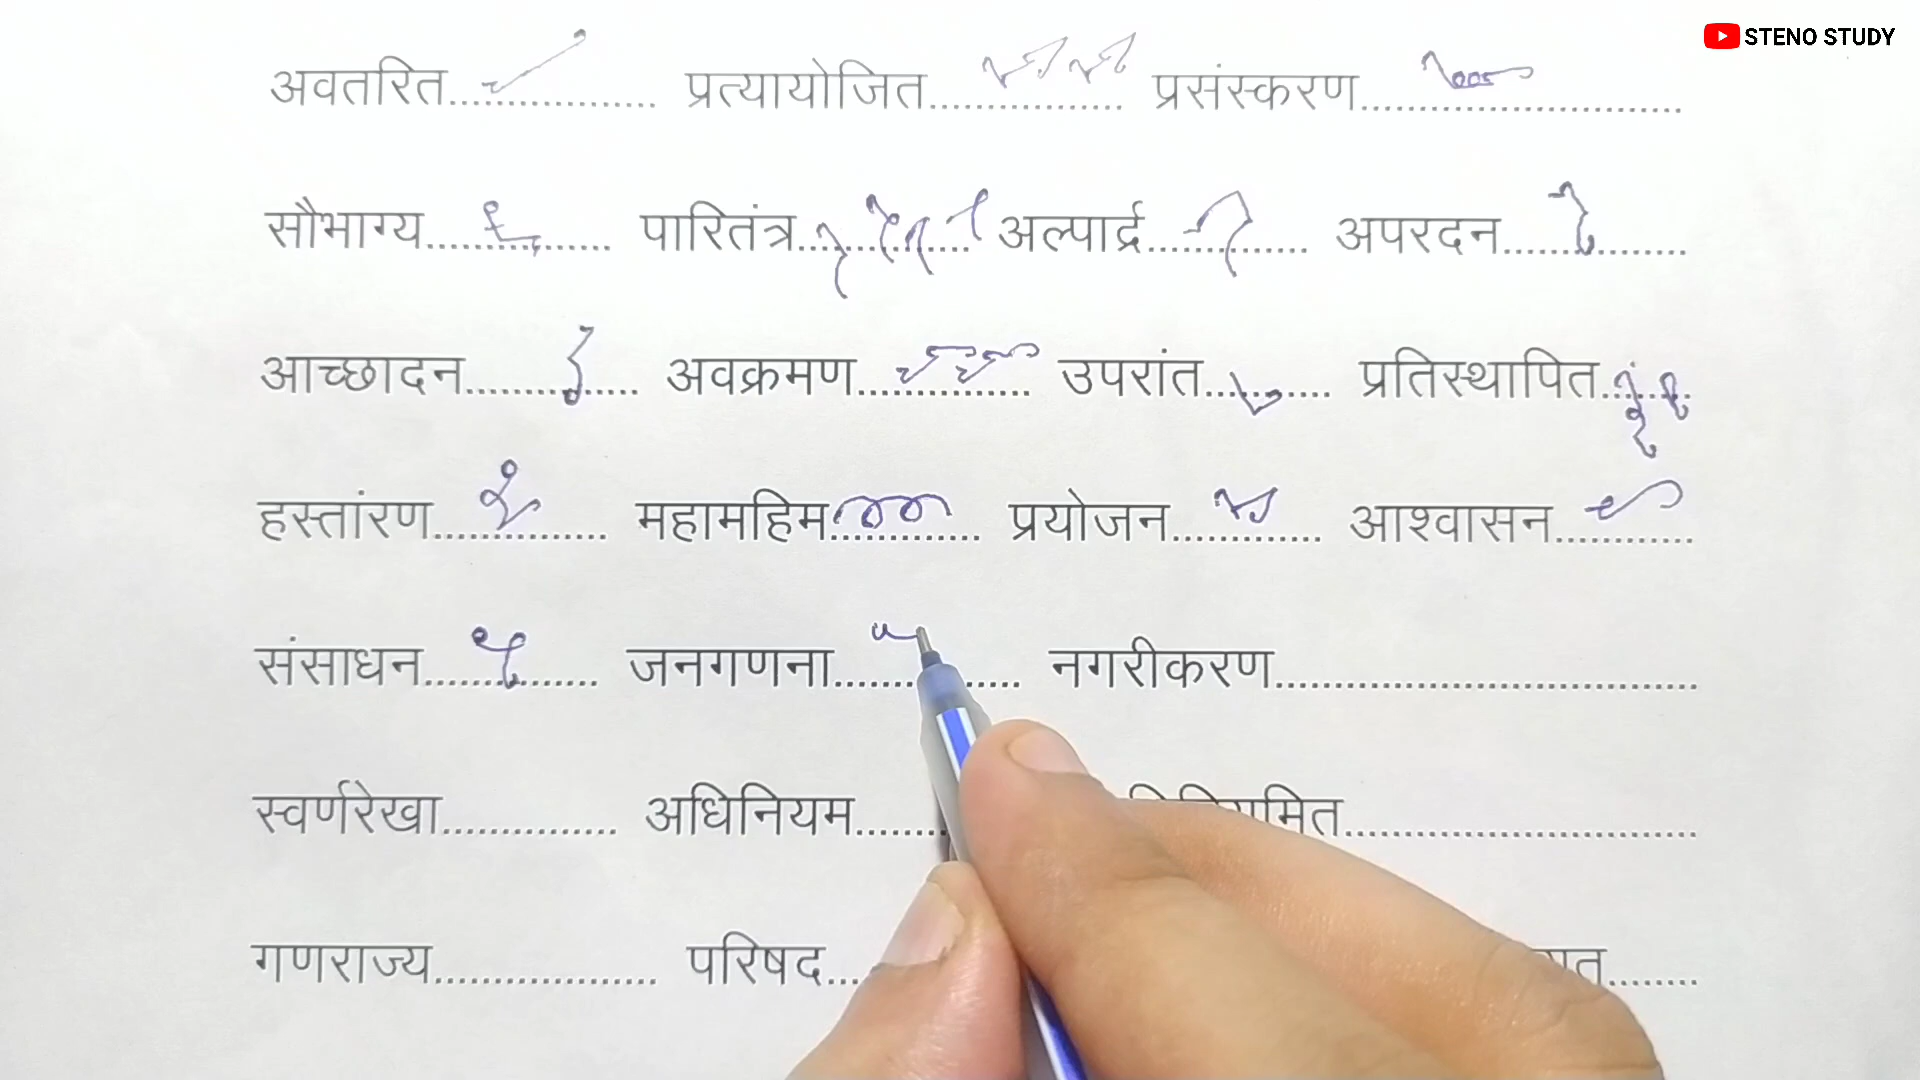 STENO STUDY
अवतरित.................. प्रत्यायोजित................. प्रसंस्करण............................
सौभाग्य................ पारितंत्र............... अल्पार्द्र.............. अपरदन................
आच्छादन............... अवक्रमण............... उपरांत........... प्रतिस्थापित........
हस्तांरण............... महामहिम............. प्रयोजन............. आश्वासन............
संसाधन............... जनगणना................ नगरीकरण.....................................
स्वर्णरेखा............... अधिनियम........ ...............................
गणराज्य................... परिषद... ........